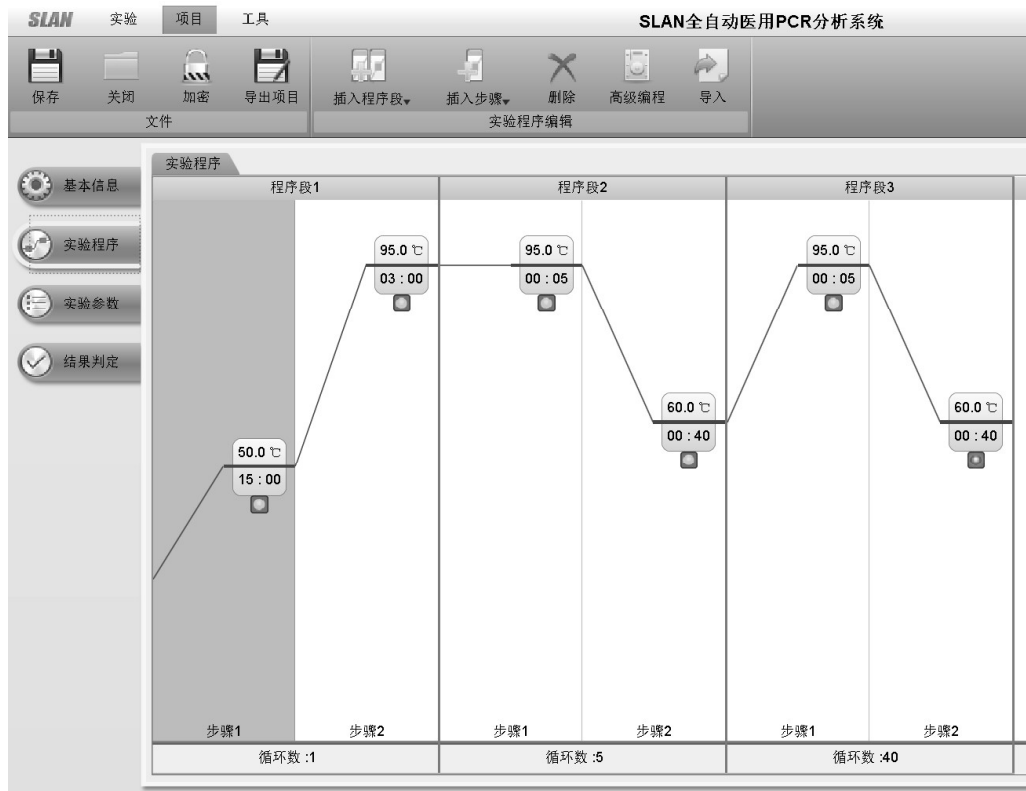 SLAN 实验 项目 工具 SLAN全自动医用PCR分析系统
保存 关闭 加密 导出项目 插入程序段 插入步骤 删除 高级编程 导入
文件 实验程序编辑
基本信息
实验程序
实验参数
结果判定
实验程序
程序段1 程序段2 程序段3
95.0 ℃ 95.0 ℃ 95.0 ℃
03 : 00 00 : 05 00 : 05
60.0 ℃ 60.0 ℃
00 : 40 00 : 40
50.0 ℃
15 : 00
步骤1 步骤2 步骤1 步骤2 步骤1 步骤2
循环数 :1 循环数 :5 循环数 :40